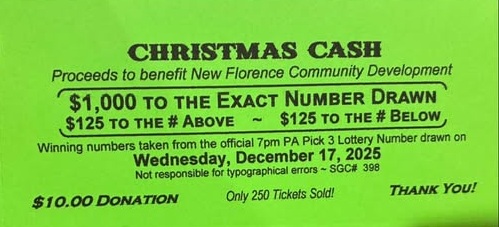 CHRISTMAS CASH
Proceeds to benefit New Florence Community Development
$1,000 TO THE EXACT NUMBER DRAWN
$125 TO THE # ABOVE ~ $125 TO THE # BELOW
Winning numbers taken from the official 7pm PA Pick 3 Lottery Number drawn on
Wednesday, December 17, 2025
Not responsible for typographical errors ~ SGC# 398
$10.00 DONATION Only 250 Tickets Sold! THANK YOU!